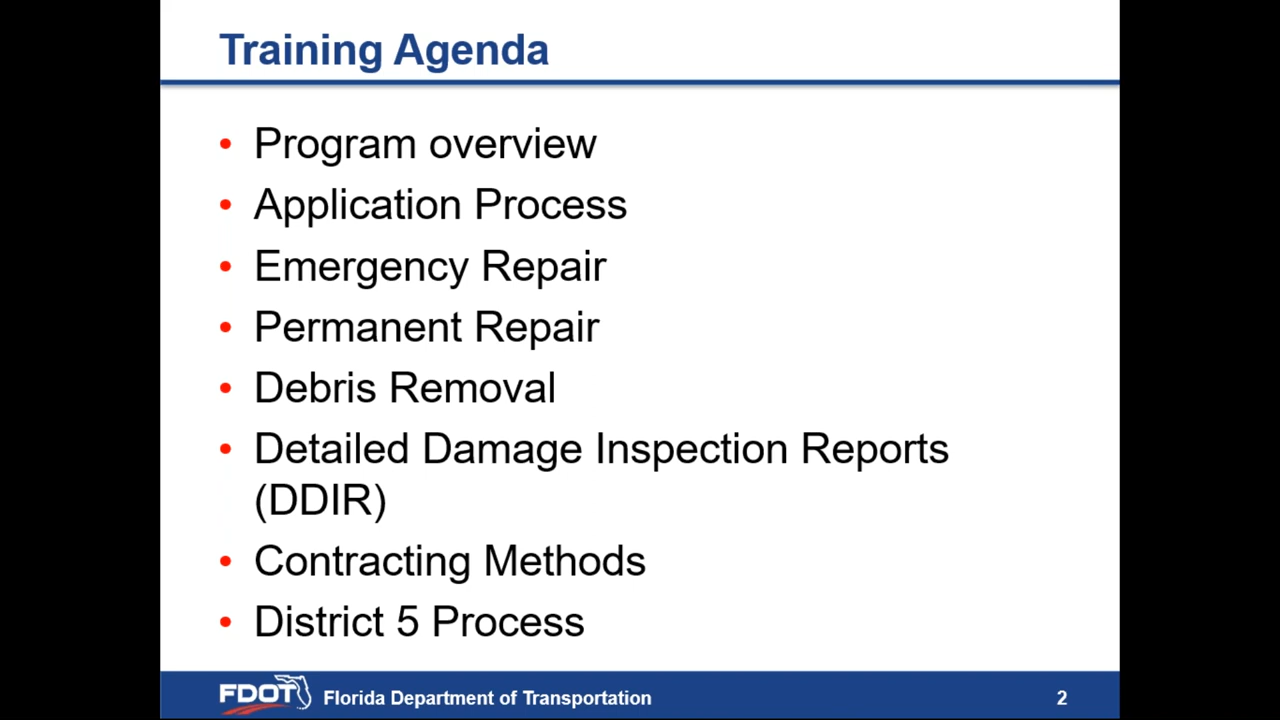 Training Agenda
• Program overview
• Application Process
• Emergency Repair
• Permanent Repair
• Debris Removal
• Detailed Damage Inspection Reports
(DDIR)
• Contracting Methods
• District 5 Process
FDOT Florida Department of Transportation 2